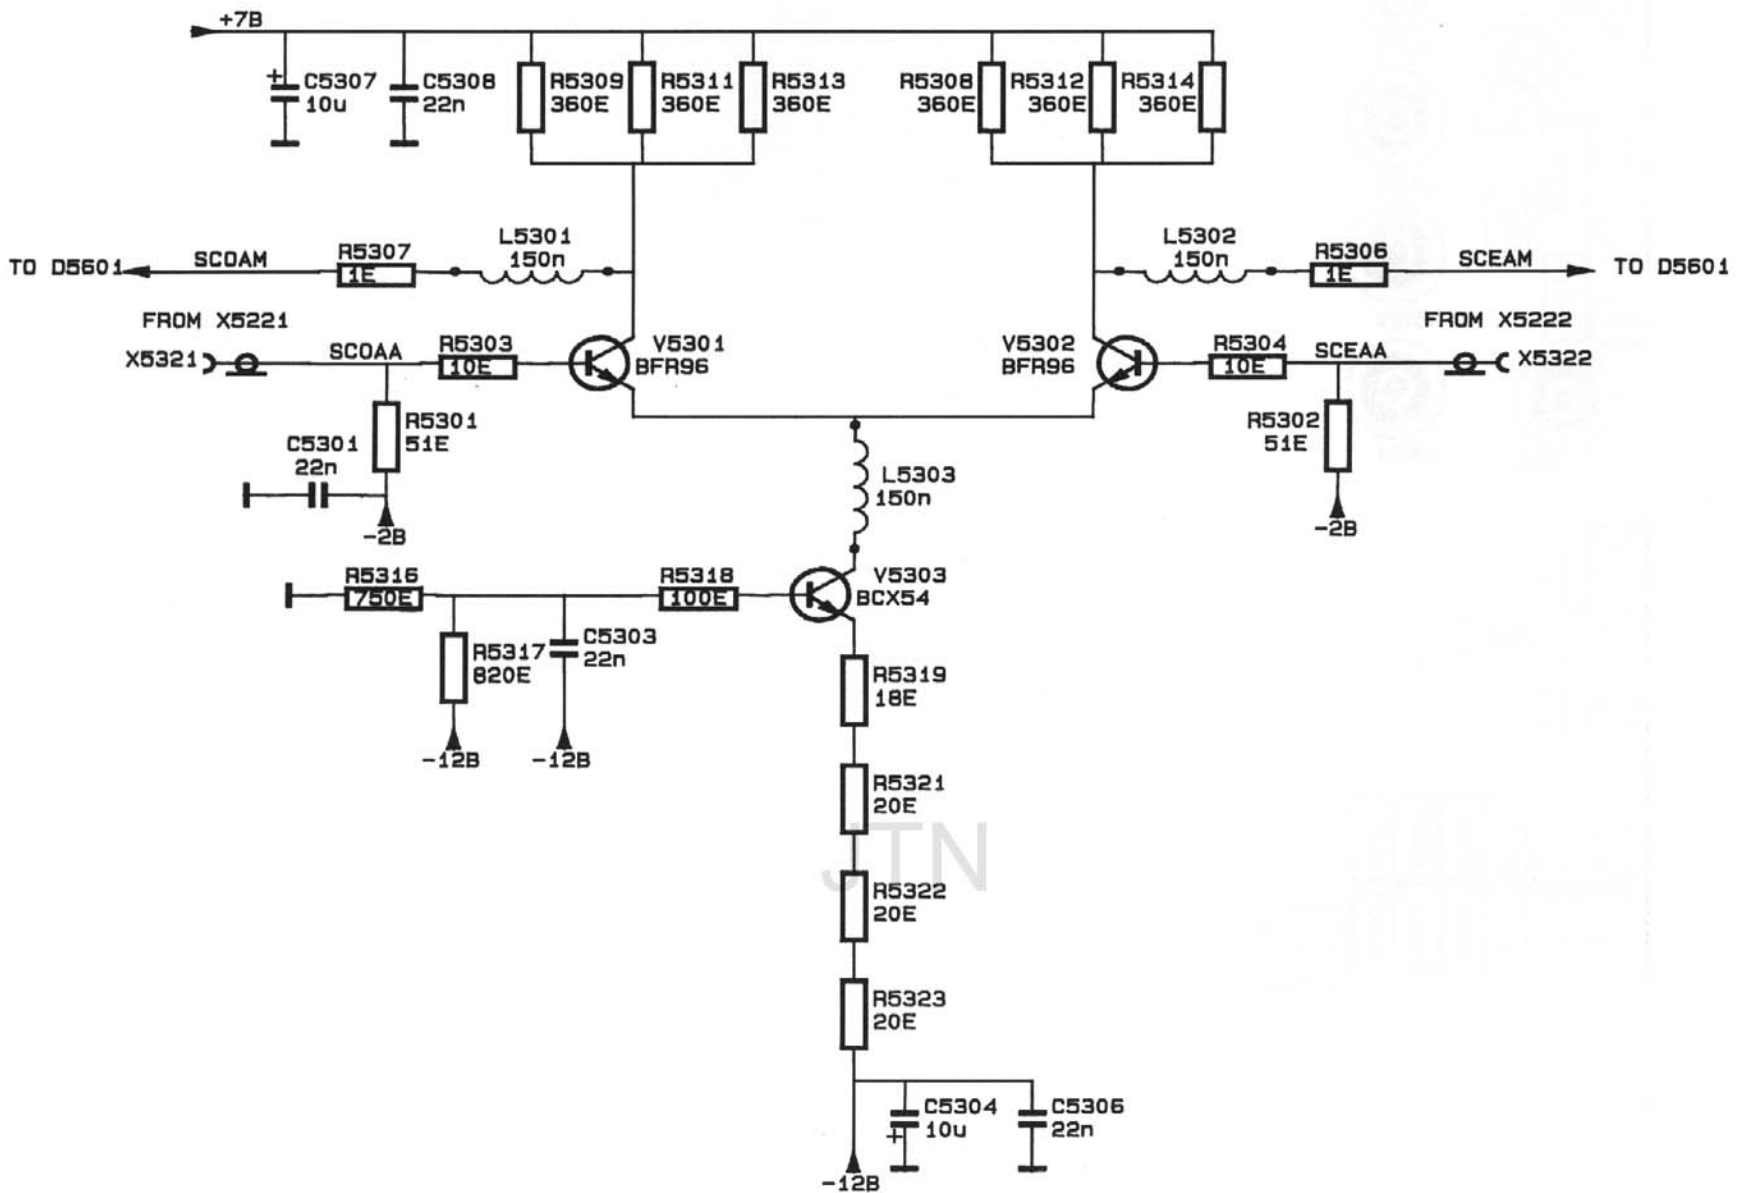 +7B
C5307
10u
C5308
22n
R5309
360E
R5311
360E
R5313
360E
R5308
360E
R5312
360E
R5314
360E
TO D5601
SCOAM
R5307
1E
L5301
150n
L5302
150n
R5306
1E
SCEAM
TO D5601
FROM X5221
X5321
SCOAA
R5303
10E
V5301
BFR96
V5302
BFR96
R5304
10E
SCEAA
FROM X5222
X5322
R5301
51E
C5301
22n
-2B
R5302
51E
-2B
L5303
150n
R5316
750E
R5318
100E
V5303
BCX54
R5317
820E
C5303
22n
-12B
-12B
R5319
18E
R5321
20E
JTN
R5322
20E
R5323
20E
C5304
10u
+
C5306
22n
-12B